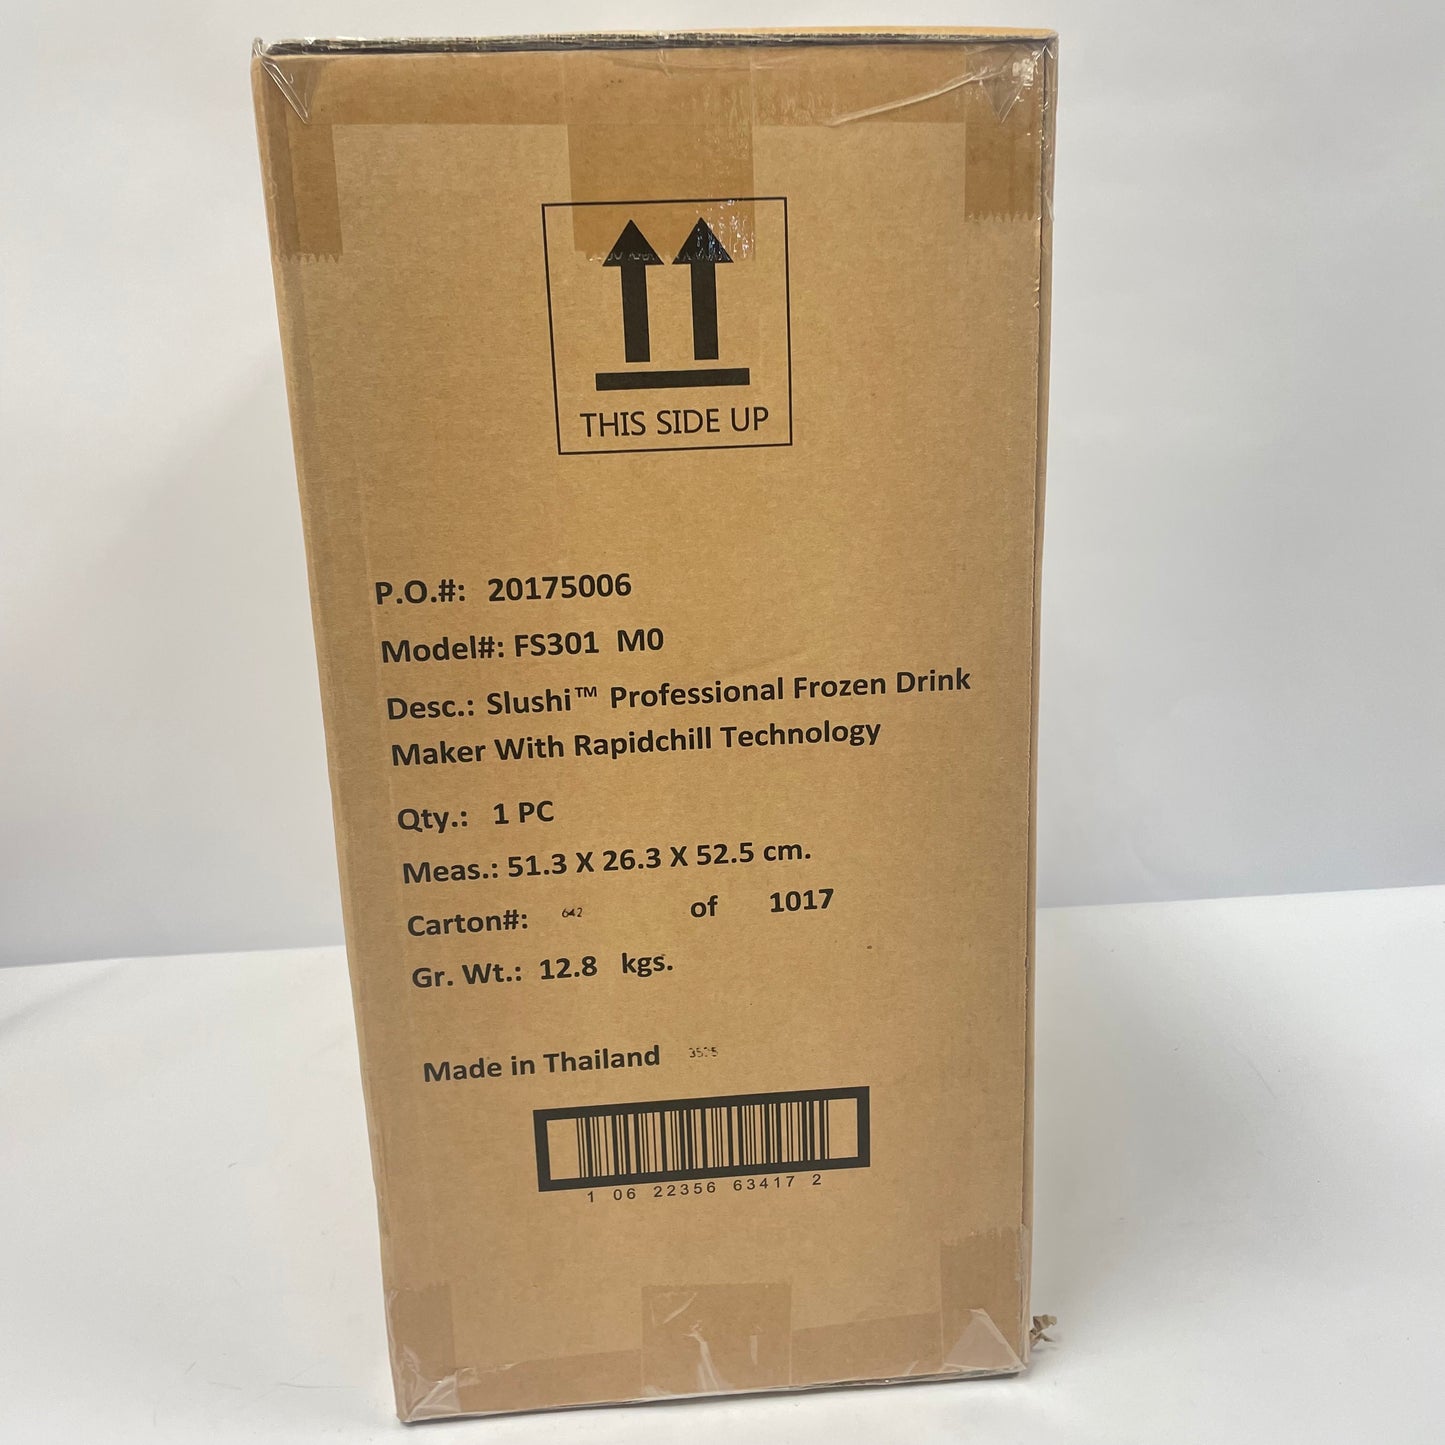 THIS SIDE UP
P.O.#: 20175006
Model#: FS301 M0
Desc.: Slushi™ Professional Frozen Drink
Maker With Rapidchill Technology
Qty.: 1 PC
Meas.: 51.3 X 26.3 X 52.5 cm.
Carton#: 642 of 1017
Gr. Wt.: 12.8 kgs.
Made in Thailand
1 06 22356 63417 2